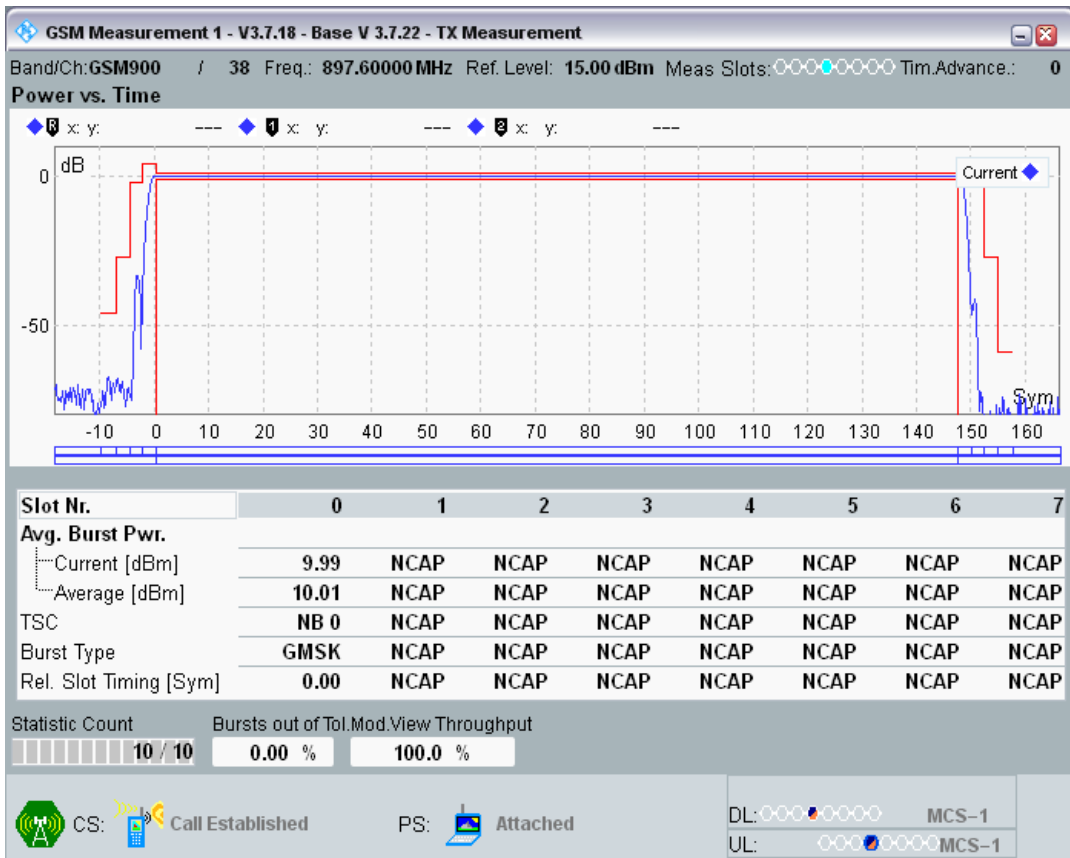 GSM Measurement 1 - V3.7.18 - Base V 3.7.22 - TX Measurement
Band/Ch:GSM900 / 38 Freq.: 897.60000 MHz Ref. Level: 15.00 dBm Meas Slots: Tim.Advance.: 0
Power vs. Time
R x: y: --- 1 x: y: --- 2 x: y: ---
dB
Current
0
-50
Sym
-10 0 10 20 30 40 50 60 70 80 90 100 110 120 130 140 150 160
Slot Nr. 0 1 2 3 4 5 6 7
Avg. Burst Pwr.
Current [dBm] 9.99 NCAP NCAP NCAP NCAP NCAP NCAP NCAP
Average [dBm] 10.01 NCAP NCAP NCAP NCAP NCAP NCAP NCAP
TSC NB 0 NCAP NCAP NCAP NCAP NCAP NCAP NCAP
Burst Type GMSK NCAP NCAP NCAP NCAP NCAP NCAP NCAP
Rel. Slot Timing [Sym] 0.00 NCAP NCAP NCAP NCAP NCAP NCAP NCAP
Statistic Count Bursts out of Tol.Mod.View Throughput
10 / 10 0.00 % 100.0 %
CS: Call Established PS: Attached
DL: MCS-1
UL: MCS-1